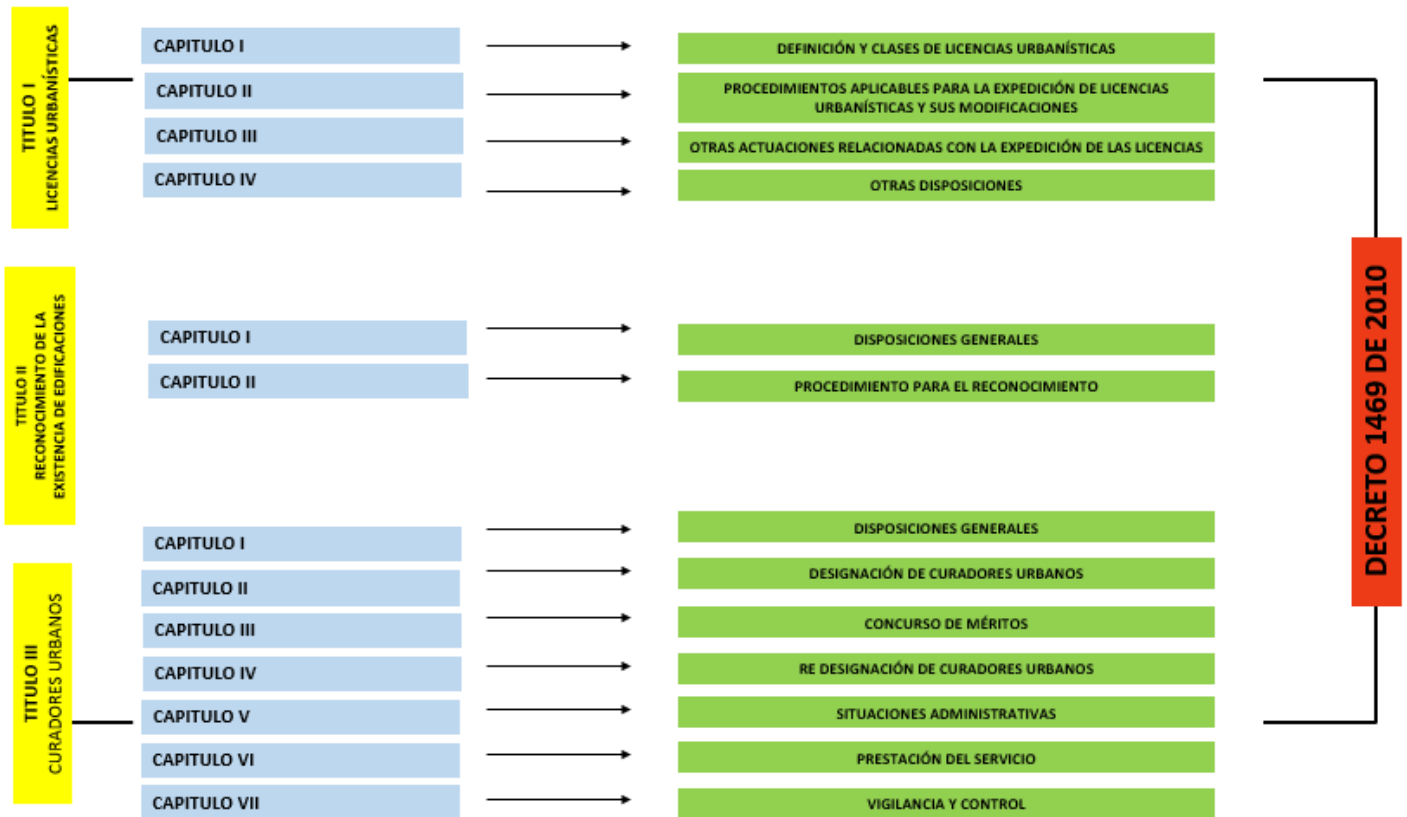 TITULO I
LICENCIAS URBANÍSTICAS
CAPITULO I
DEFINICIÓN Y CLASES DE LICENCIAS URBANÍSTICAS
CAPITULO II
PROCEDIMIENTOS APLICABLES PARA LA EXPEDICIÓN DE LICENCIAS
URBANÍSTICAS Y SUS MODIFICACIONES
CAPITULO III
OTRAS ACTUACIONES RELACIONADAS CON LA EXPEDICIÓN DE LAS LICENCIAS
CAPITULO IV
OTRAS DISPOSICIONES
TITULO II
RECONOCIMIENTO DE LA
EXISTENCIA DE EDIFICACIONES
CAPITULO I
DISPOSICIONES GENERALES
CAPITULO II
PROCEDIMIENTO PARA EL RECONOCIMIENTO
TITULO III
CURADORES URBANOS
CAPITULO I
DISPOSICIONES GENERALES
CAPITULO II
DESIGNACIÓN DE CURADORES URBANOS
CAPITULO III
CONCURSO DE MÉRITOS
CAPITULO IV
RE DESIGNACIÓN DE CURADORES URBANOS
CAPITULO V
SITUACIONES ADMINISTRATIVAS
CAPITULO VI
PRESTACIÓN DEL SERVICIO
CAPITULO VII
VIGILANCIA Y CONTROL
DECRETO 1469 DE 2010